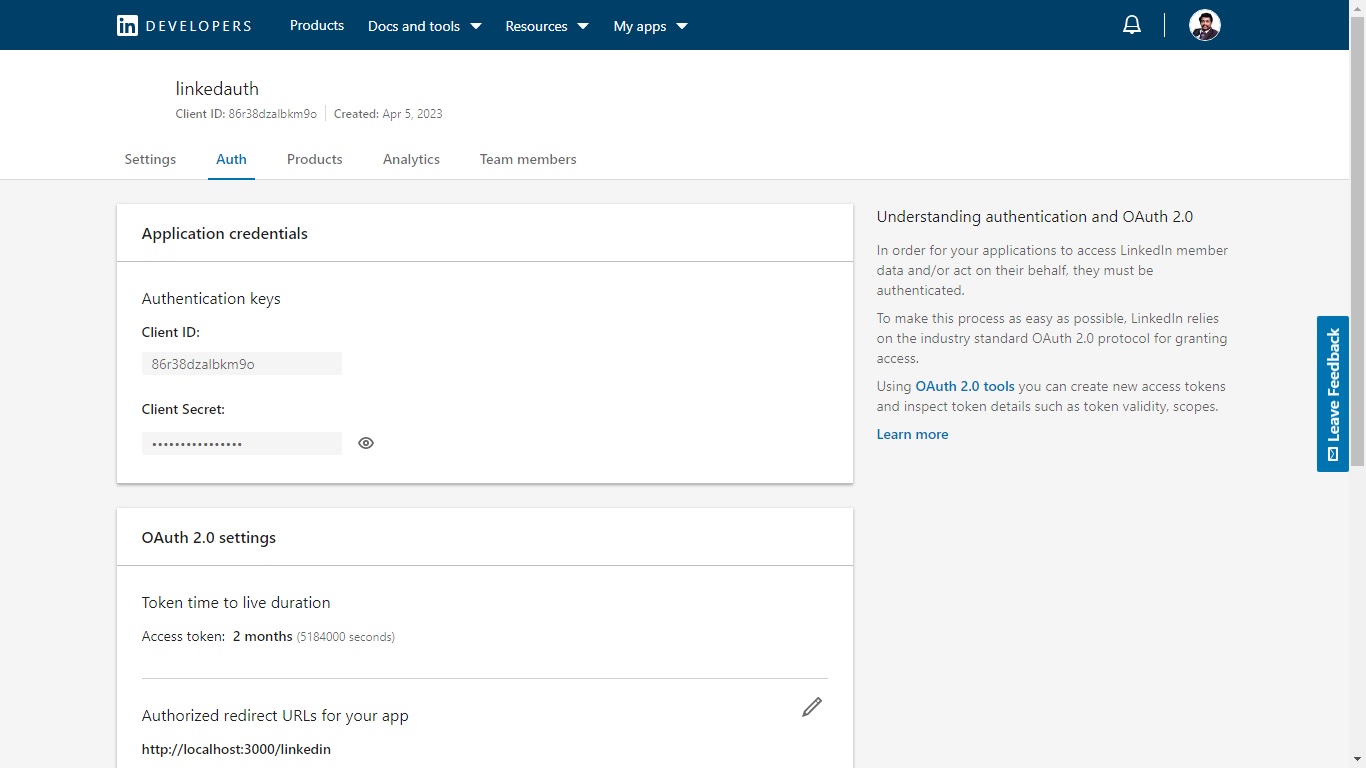 in DEVELOPERS Products Docs and tools Resources My apps
linkedauth
Client ID: 86r38dzalbkm9o Created: Apr 5, 2023
Settings Auth Products Analytics Team members
Application credentials
Authentication keys
Client ID:
86r38dzalbkm9o
Client Secret:
••••••••••••••••
OAuth 2.0 settings
Token time to live duration
Access token: 2 months (5184000 seconds)
Authorized redirect URLs for your app
http://localhost:3000/linkedin
Understanding authentication and OAuth 2.0
In order for your applications to access LinkedIn member
data and/or act on their behalf, they must be
authenticated.
To make this process as easy as possible, LinkedIn relies
on the industry standard OAuth 2.0 protocol for granting
access.
Using OAuth 2.0 tools you can create new access tokens
and inspect token details such as token validity, scopes.
Learn more
Leave Feedback